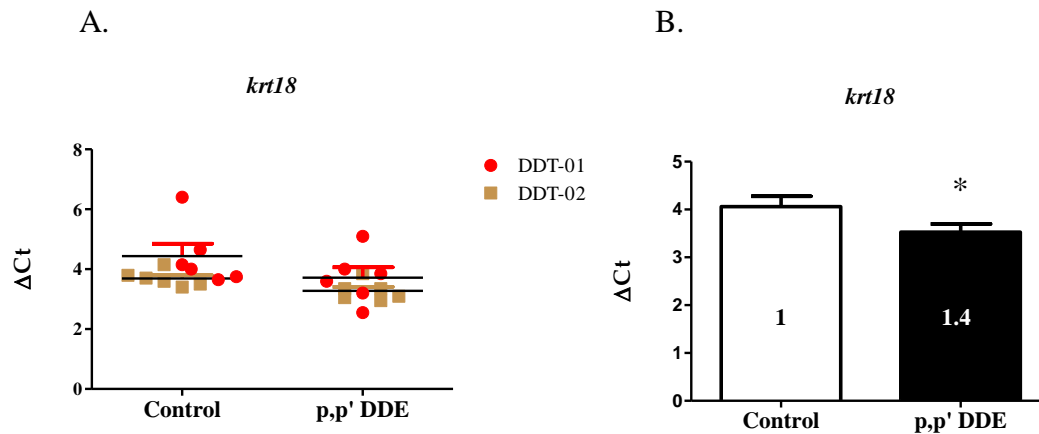 A.
krt18
8
6
4
2
0
ΔCt
Control
p,p' DDE
DDT-01
DDT-02
B.
krt18
5
4
3
2
1
0
ΔCt
*
1
1.4
Control
p,p' DDE